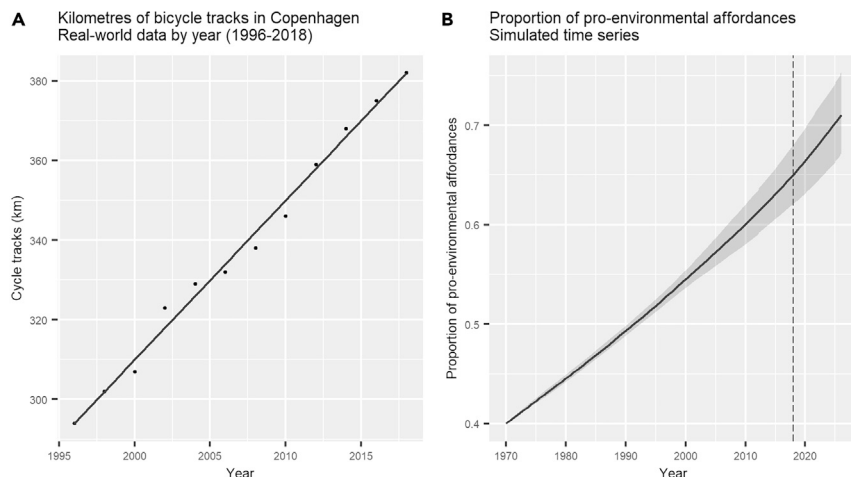 A
Kilometres of bicycle tracks in Copenhagen
Real-world data by year (1996-2018)
Cycle tracks (km)
380
360
340
320
300
1995
2000
2005
2010
2015
Year
B
Proportion of pro-environmental affordances
Simulated time series
Proportion of pro-environmental affordances
0.7
0.6
0.5
0.4
1970
1980
1990
2000
2010
2020
Year